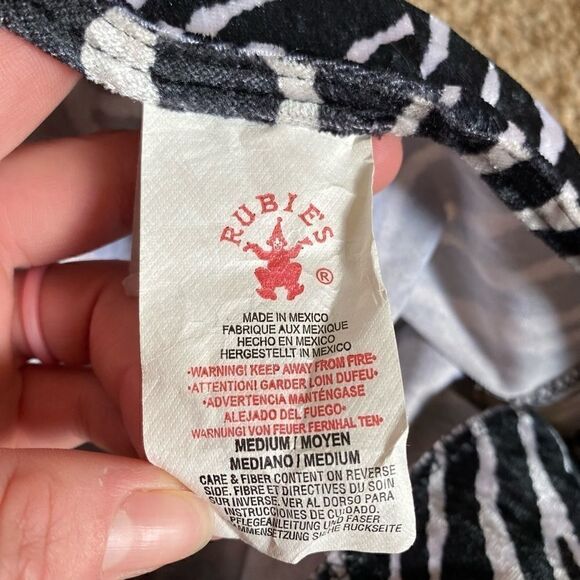 RUBIE'S
®
MADE IN MEXICO
FABRIQUE AUX MEXIQUE
HECHO EN MEXICO
HERGESTELLT IN MEXICO
•WARNING! KEEP AWAY FROM FIRE•
•ATTENTION! GARDER LOIN DUFEU•
•ADVERTENCIA MANTÉNGASE
ALEJADO DEL FUEGO•
WARNUNG! VON FEUER FERNHAL TEN•
MEDIUM / MOYEN
MEDIANO / MEDIUM
CARE & FIBER CONTENT ON REVERSE
SIDE. FIBRE ET DIRECTIVES DU SOIN
SUR INVERSE. VER AL DORSO PARA
INSTRUCCIONES DE CUIDADO.
PFLEGEANLEITUNG UND FASER
MMENSETZUNG SIEHE RUCKSEITE